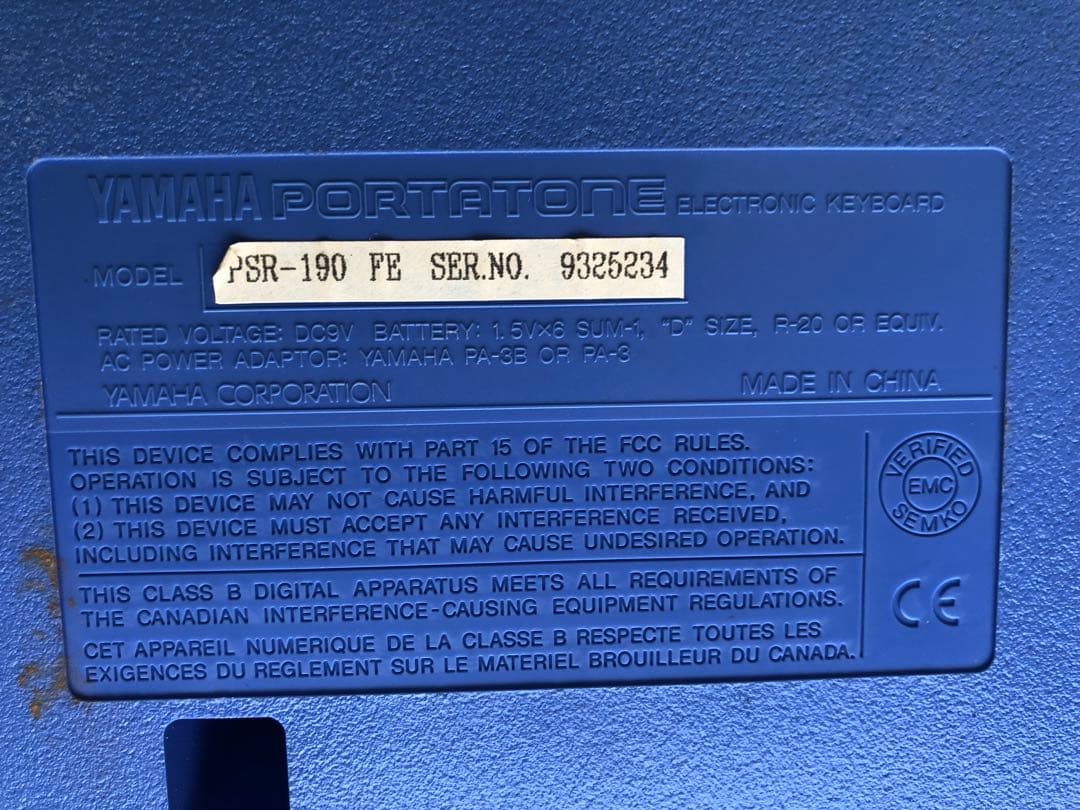 YAMAHA PORTATONE ELECTRONIC KEYBOARD
MODEL PSR-190 FE SER.NO. 9325234
RATED VOLTAGE: DC9V BATTERY: 1.5V×6 SUM-1, "D" SIZE, R-20 OR EQUIV.
AC POWER ADAPTOR: YAMAHA PA-3B OR PA-3
YAMAHA CORPORATION MADE IN CHINA
THIS DEVICE COMPLIES WITH PART 15 OF THE FCC RULES.
OPERATION IS SUBJECT TO THE FOLLOWING TWO CONDITIONS:
(1) THIS DEVICE MAY NOT CAUSE HARMFUL INTERFERENCE, AND
(2) THIS DEVICE MUST ACCEPT ANY INTERFERENCE RECEIVED,
INCLUDING INTERFERENCE THAT MAY CAUSE UNDESIRED OPERATION.
THIS CLASS B DIGITAL APPARATUS MEETS ALL REQUIREMENTS OF
THE CANADIAN INTERFERENCE-CAUSING EQUIPMENT REGULATIONS.
CET APPAREIL NUMERIQUE DE LA CLASSE B RESPECTE TOUTES LES
EXIGENCES DU REGLEMENT SUR LE MATERIEL BROUILLEUR DU CANADA.
VERIFIED
EMC
SEMKO
CE